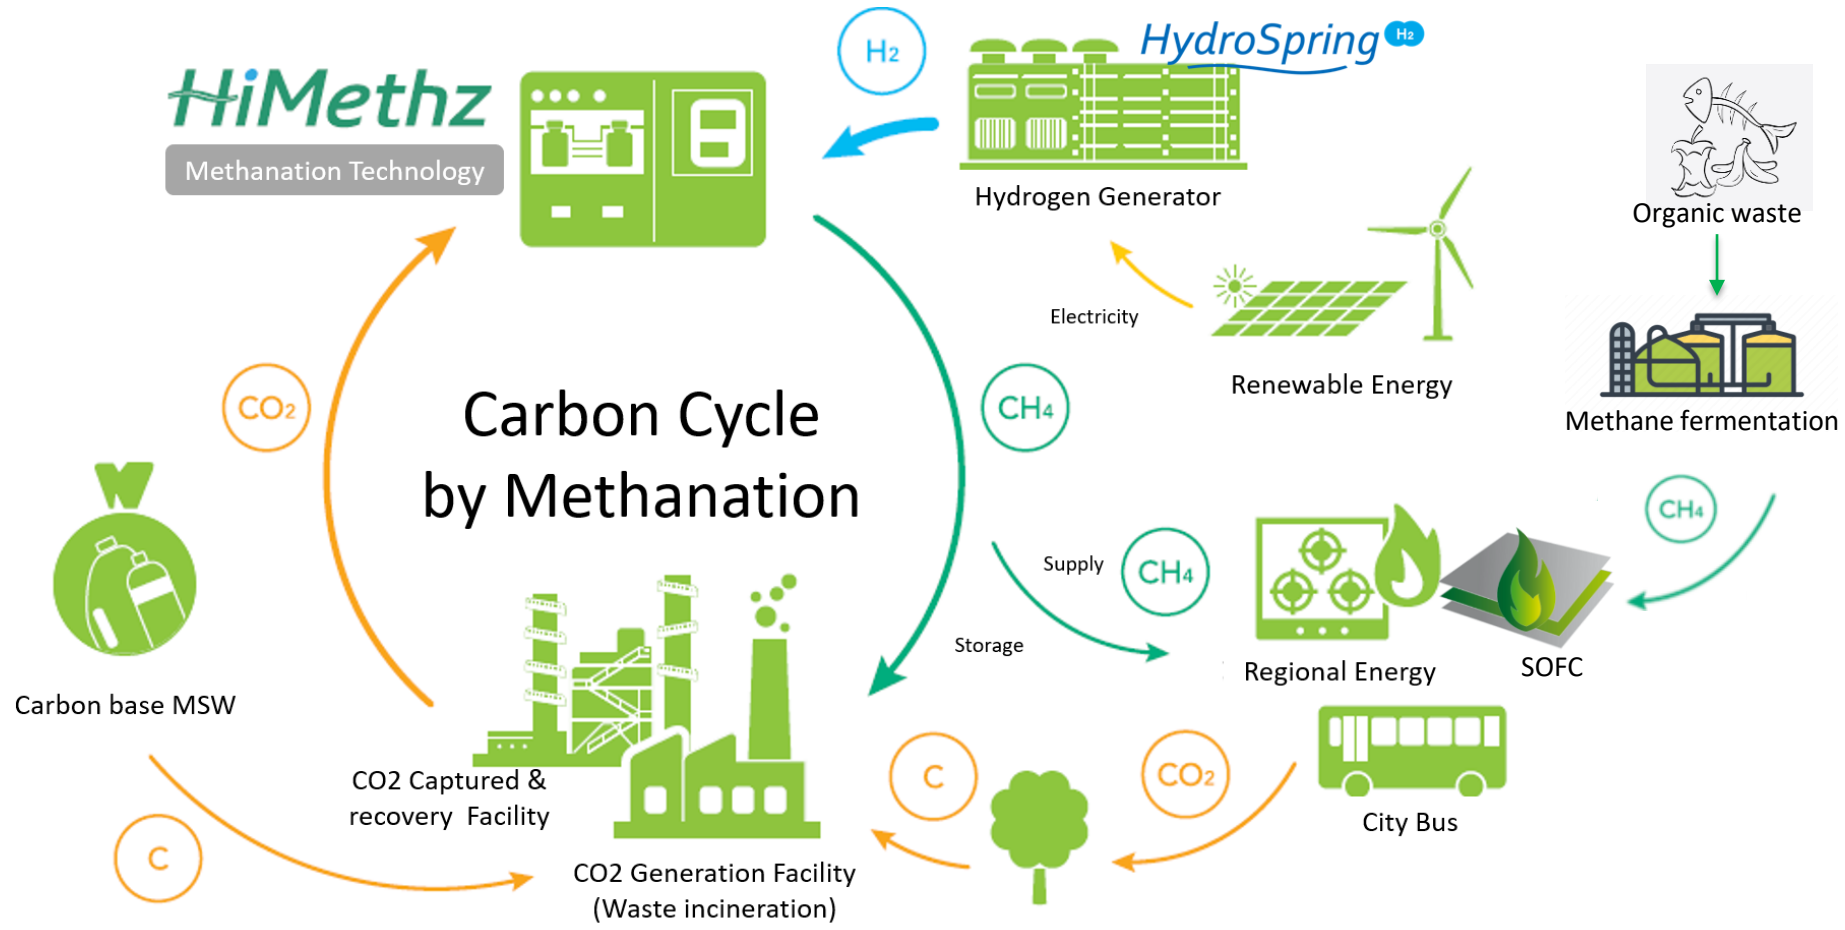 HiMethz
Methanation Technology
H2
HydroSpring H2
Hydrogen Generator
Electricity
Renewable Energy
Organic waste
Methane fermentation
CH4
CO2
Carbon Cycle
by Methanation
CH4
Supply
CH4
Storage
Regional Energy
SOFC
City Bus
CO2
C
Carbon base MSW
C
CO2 Captured &
recovery Facility
CO2 Generation Facility
(Waste incineration)